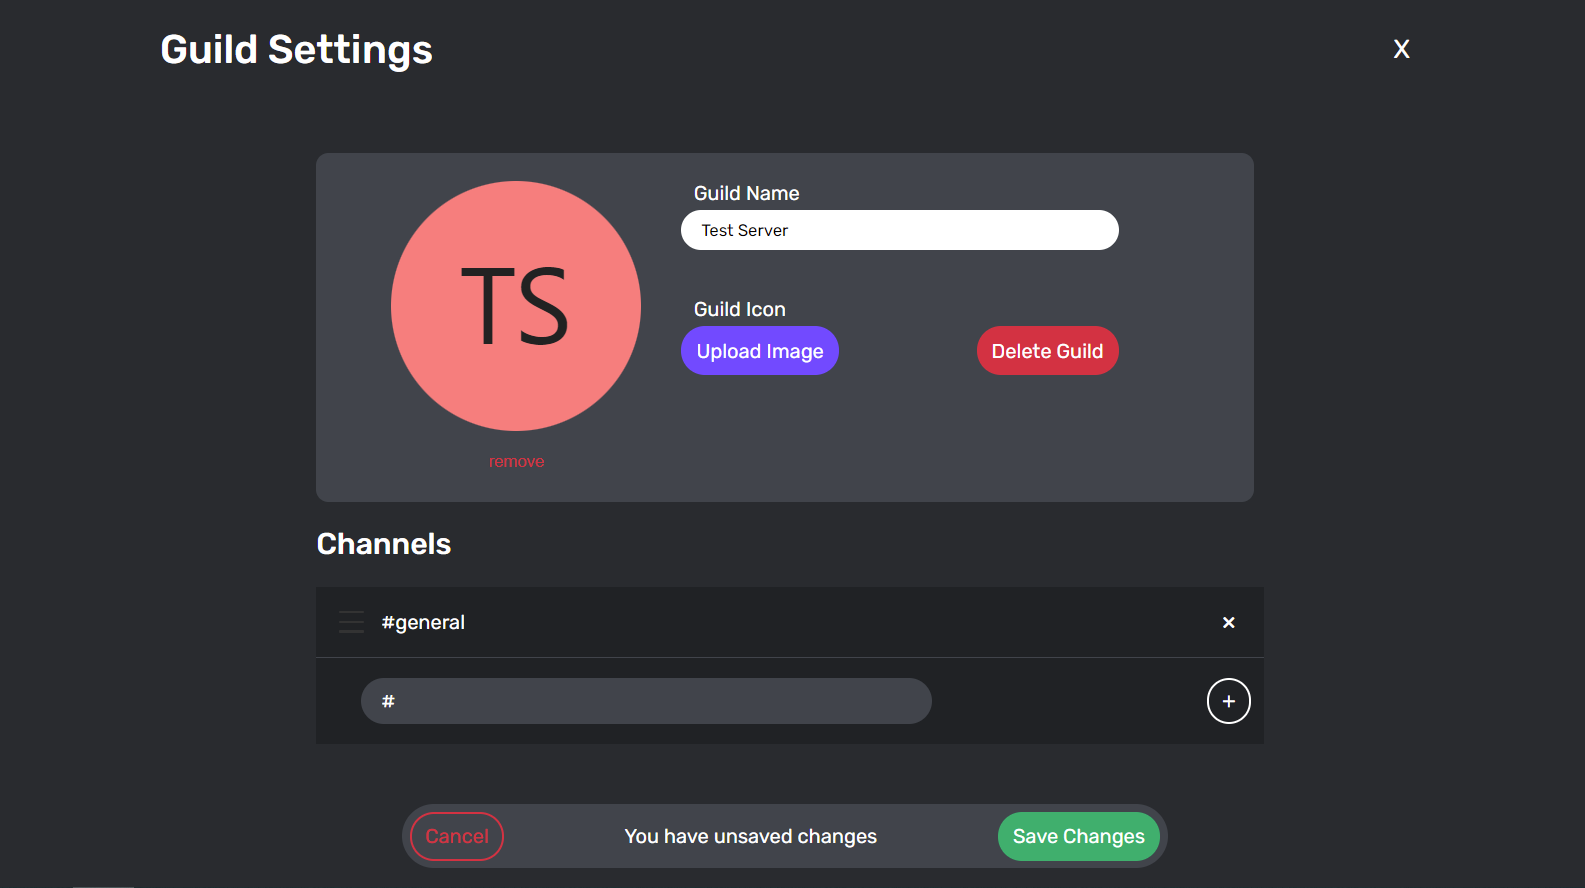 Guild Settings
X
TS
remove
Guild Name
Test Server
Guild Icon
Upload Image
Delete Guild
Channels
#general
×
#
+
Cancel
You have unsaved changes
Save Changes